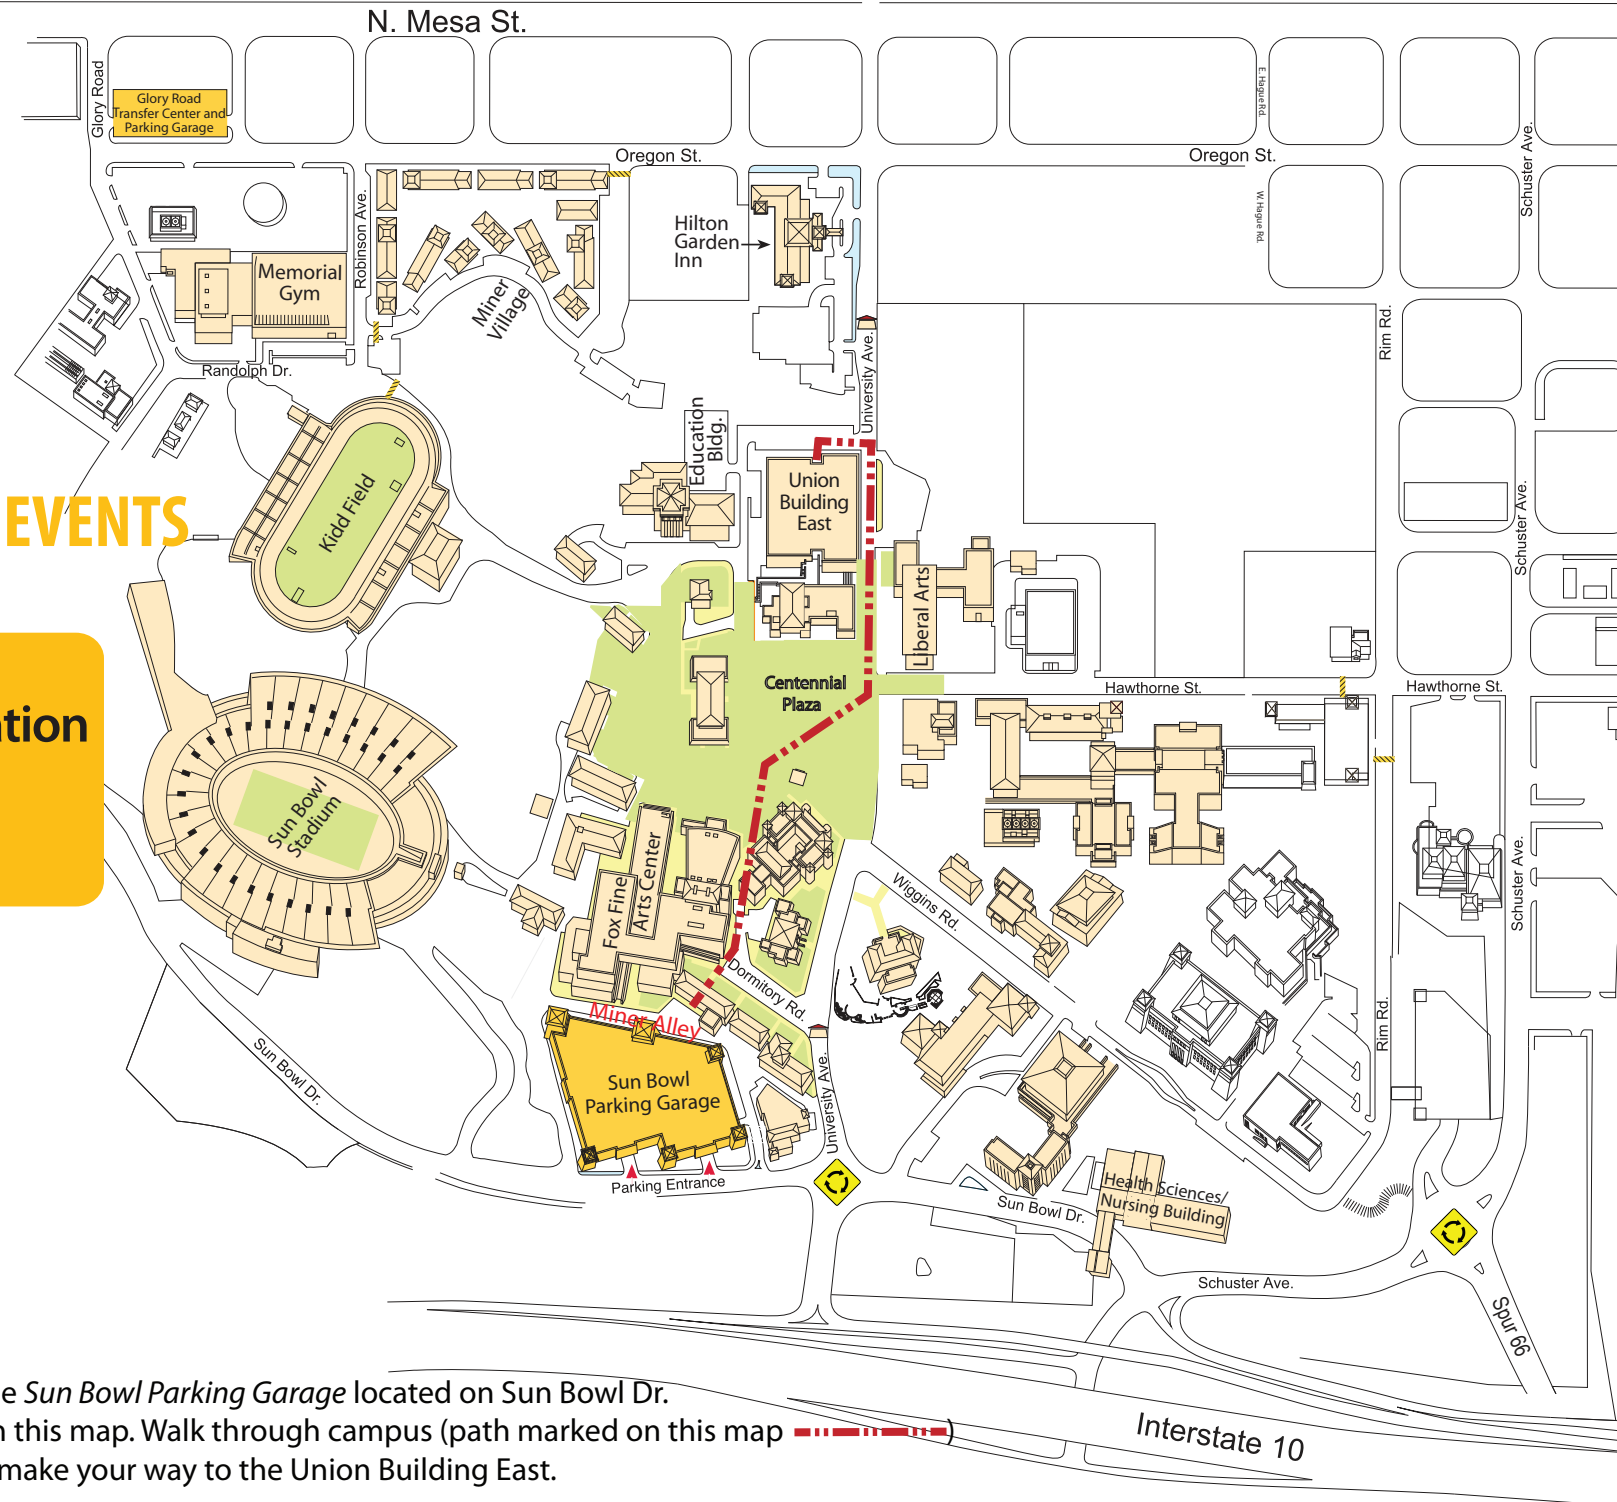 N. Mesa St.
Glory Road
Glory Road
Transfer Center and
Parking Garage
E. Hague Rd.
Schuster Ave.
Oregon St.
Oregon St.
Robinson Ave.
W. Hague Rd.
Hilton
Garden
Inn
Memorial
Gym
Miner
Village
University Ave.
Rim Rd.
Randolph Dr.
Education
Bldg.
Union
Building
East
EVENTS
Kidd Field
Schuster Ave.
Liberal Arts
Centennial
Plaza
Hawthorne St.
Hawthorne St.
ation
Sun Bowl
Stadium
Fox Fine
Arts Center
Wiggins Rd.
Schuster Ave.
Dormitory Rd.
Miner Alley
Rim Rd.
Sun Bowl Dr.
Sun Bowl
Parking Garage
University Ave.
Parking Entrance
Health Sciences/
Nursing Building
Sun Bowl Dr.
Schuster Ave.
Spur 66
e Sun Bowl Parking Garage located on Sun Bowl Dr.
n this map. Walk through campus (path marked on this map )
make your way to the Union Building East.
Interstate 10